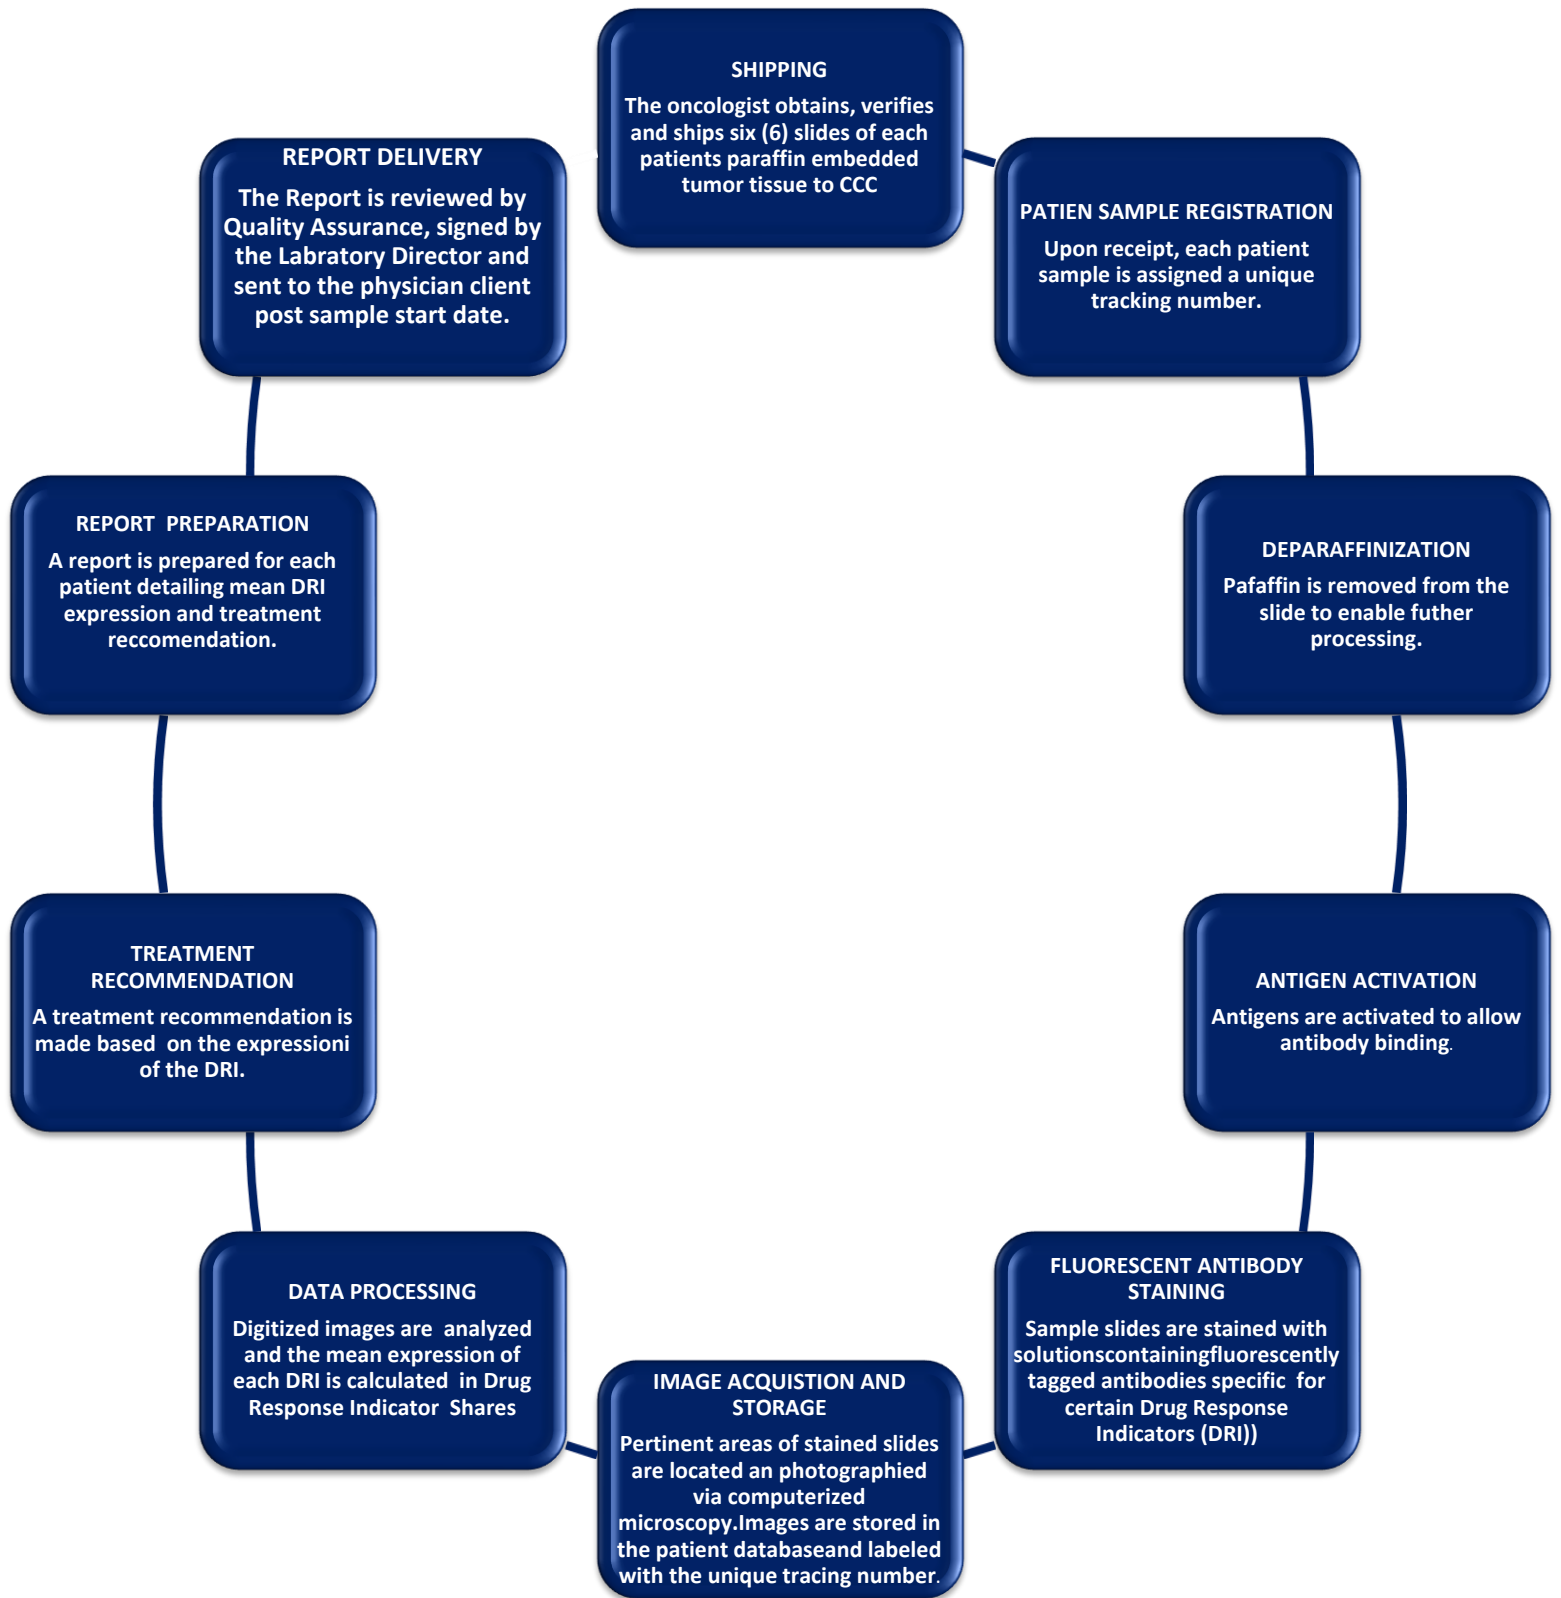 SHIPPING
The oncologist obtains, verifies
and ships six (6) slides of each
patients paraffin embedded
tumor tissue to CCC
PATIEN SAMPLE REGISTRATION
Upon receipt, each patient
sample is assigned a unique
tracking number.
DEPARAFFINIZATION
Pafaffin is removed from the
slide to enable futher
processing.
ANTIGEN ACTIVATION
Antigens are activated to allow
antibody binding.
FLUORESCENT ANTIBODY
STAINING
Sample slides are stained with
solutionscontainingfluorescently
tagged antibodies specific for
certain Drug Response
Indicators (DRI))
IMAGE ACQUISTION AND
STORAGE
Pertinent areas of stained slides
are located an photographied
via computerized
microscopy.Images are stored in
the patient databaseand labeled
with the unique tracing number.
DATA PROCESSING
Digitized images are analyzed
and the mean expression of
each DRI is calculated in Drug
Response Indicator Shares
TREATMENT
RECOMMENDATION
A treatment recommendation is
made based on the expressioni
of the DRI.
REPORT PREPARATION
A report is prepared for each
patient detailing mean DRI
expression and treatment
reccomendation.
REPORT DELIVERY
The Report is reviewed by
Quality Assurance, signed by
the Labratory Director and
sent to the physician client
post sample start date.